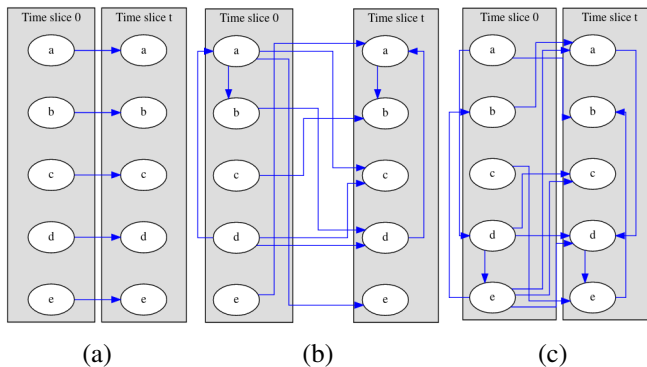 Time slice 0 Time slice t Time slice 0 Time slice t Time slice 0 Time slice t
a a a a a a
b b b b b b
c c c c c c
d d d d d d
e e e e e e
(a) (b) (c)